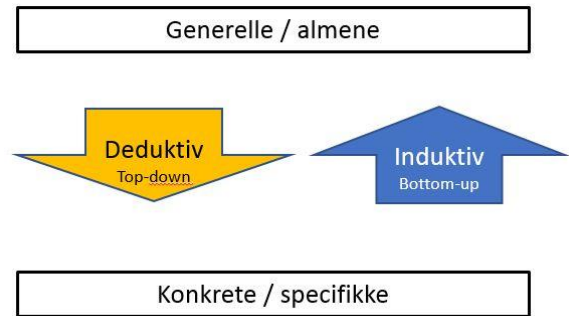 Generelle / almene
Deduktiv
Top-down
Induktiv
Bottom-up
Konkrete / specifikke